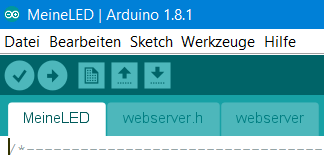 MeineLED | Arduino 1.8.1
Datei Bearbeiten Sketch Werkzeuge Hilfe
MeineLED webserver.h webserver
/*-----------------------------------